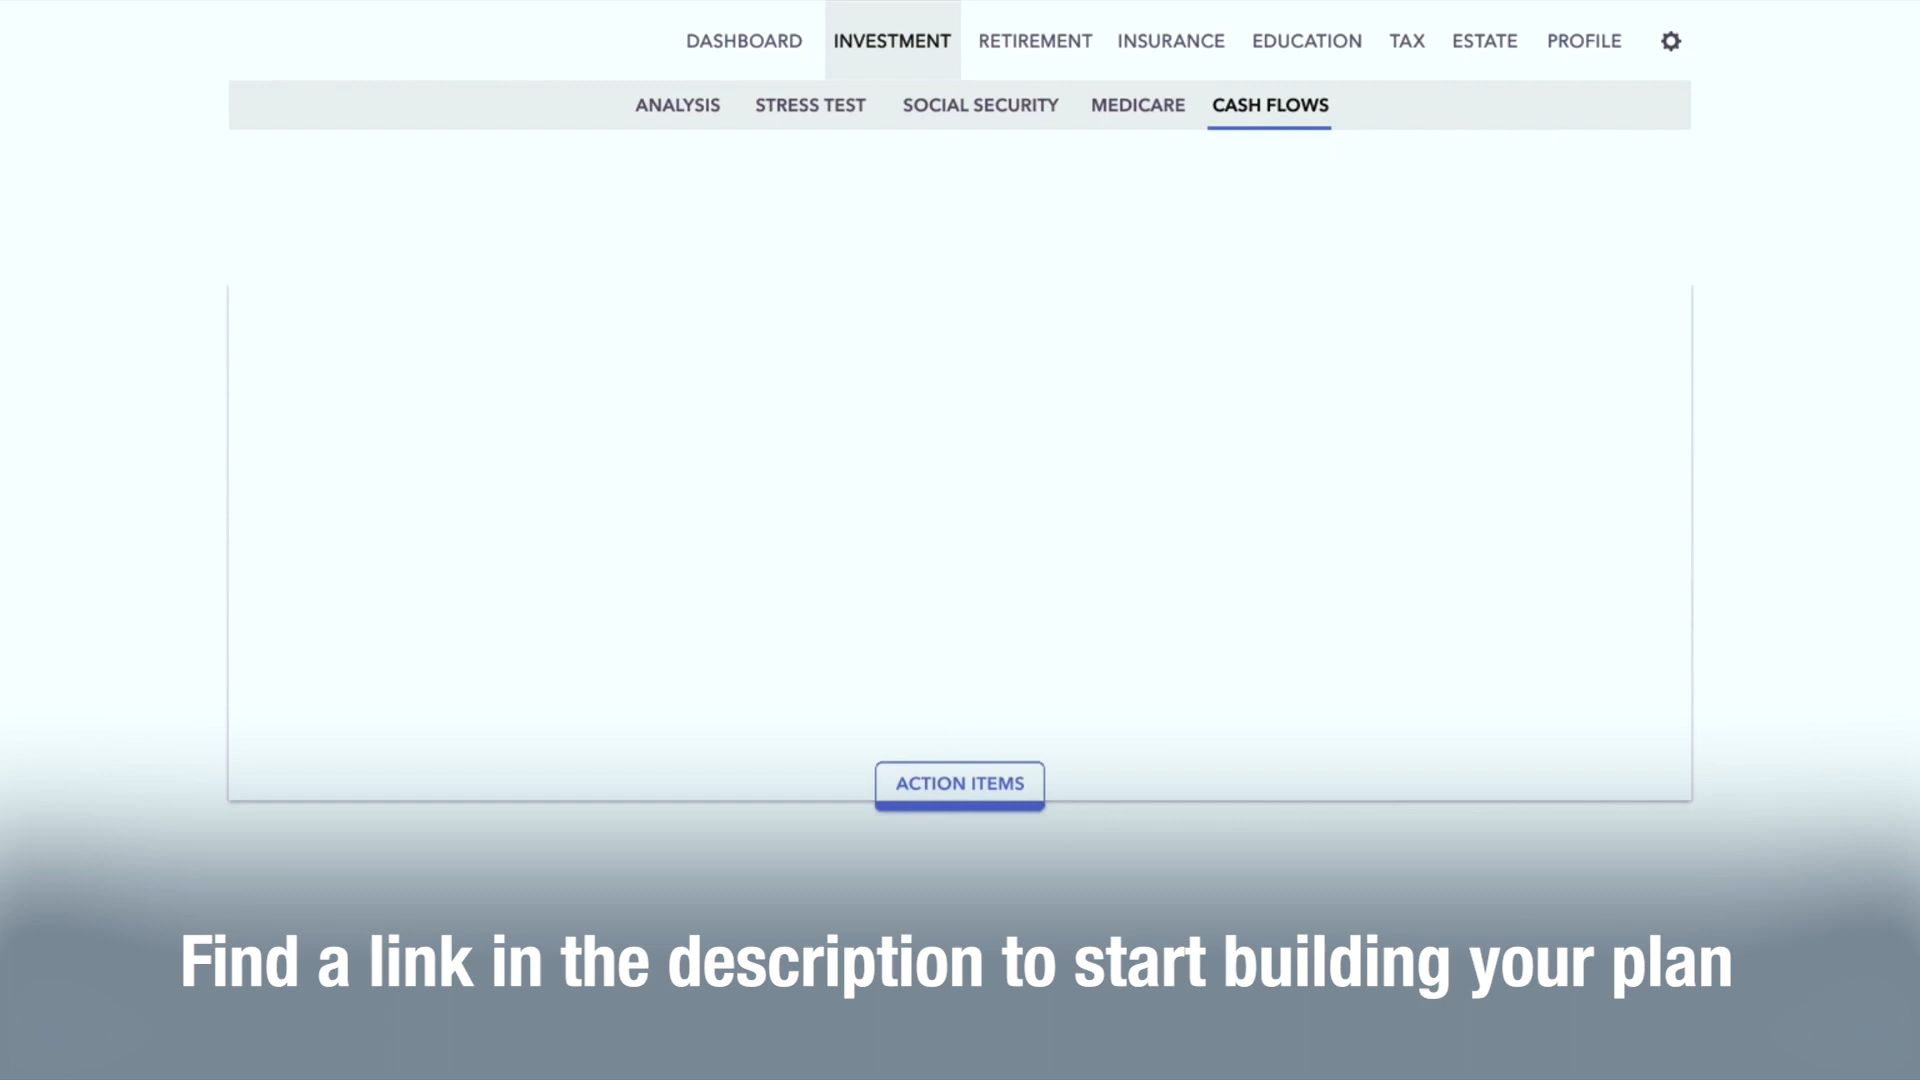 DASHBOARD INVESTMENT RETIREMENT INSURANCE EDUCATION TAX ESTATE PROFILE
ANALYSIS STRESS TEST SOCIAL SECURITY MEDICARE CASH FLOWS
ACTION ITEMS
Find a link in the description to start building your plan